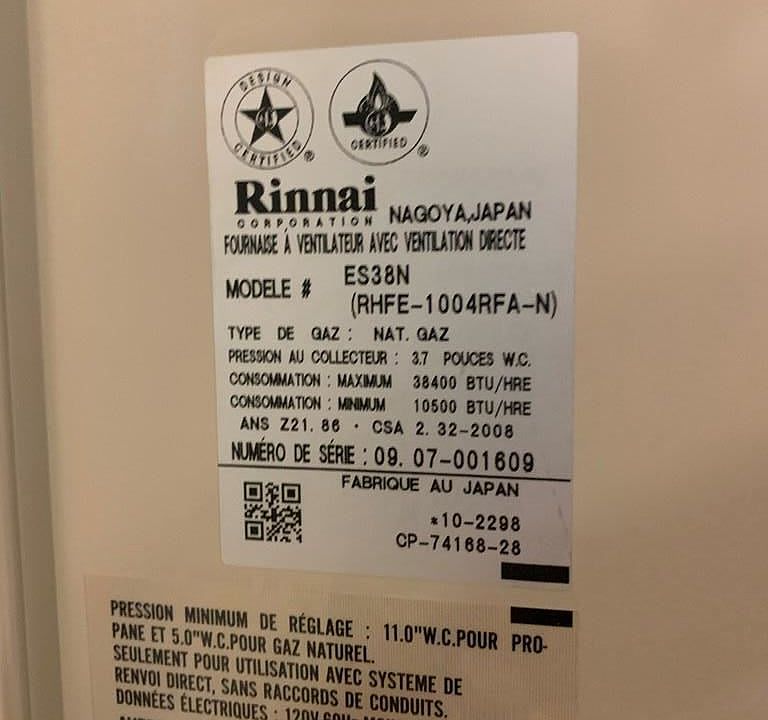 DESIGN
CERTIFIED ®
CERTIFIED ®
Rinnai
CORPORATION NAGOYA,JAPAN
FOURNAISE À VENTILATEUR AVEC VENTILATION DIRECTE
MODELE # ES38N
(RHFE-1004RFA-N)
TYPE DE GAZ : NAT. GAZ
PRESSION AU COLLECTEUR : 3.7 POUCES W.C.
CONSOMMATION : MAXIMUM 38400 BTU/HRE
CONSOMMATION : MINIMUM 10500 BTU/HRE
ANS Z21. 86 · CSA 2. 32-2008
NUMÉRO DE SÉRIE : 09. 07-001609
FABRIQUE AU JAPAN
*10-2298
CP-74168-28
PRESSION MINIMUM DE RÉGLAGE : 11.0"W.C.POUR PRO-
PANE ET 5.0"W.C.POUR GAZ NATUREL.
SEULEMENT POUR UTILISATION AVEC SYSTEME DE
RENVOI DIRECT, SANS RACCORDS DE CONDUITS.
DONNÉES ÉLECTRIQUES : 120V 60Hz